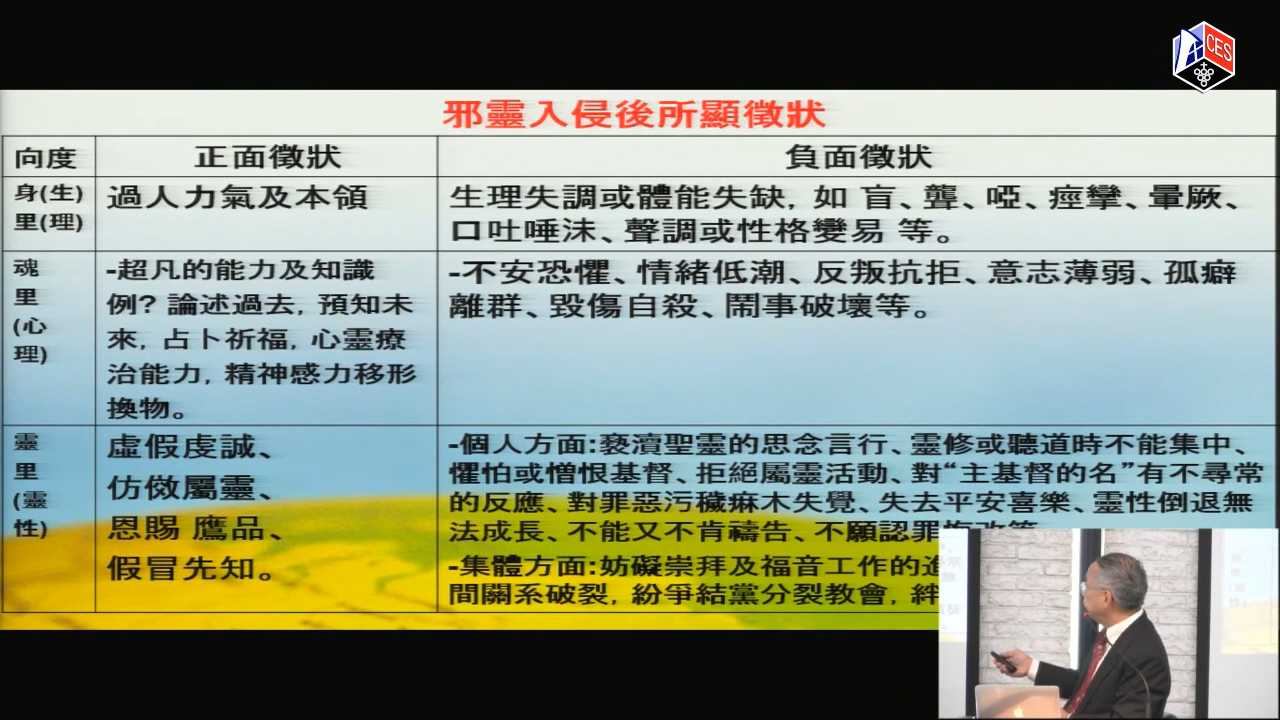 ACES
邪靈入侵後所顯徵狀
向度 正面徵狀 負面徵狀
身(生)
里(理)
過人力氣及本領
生理失調或體能失缺, 如 盲、聾、啞、痙攣、暈厥、
口吐唾沫、聲調或性格變易 等。
魂
里
(心
理)
-超凡的能力及知識
例? 論述過去, 預知未
來, 占卜祈福, 心靈療
治能力, 精神感力移形
換物。
-不安恐懼、情緒低潮、反叛抗拒、意志薄弱、孤癖
離群、毀傷自殺、鬧事破壞等。
靈
里
(靈
性)
虛假虔誠、
仿傚屬靈、
恩賜 鷹品、
假冒先知。
-個人方面:褻瀆聖靈的思念言行、靈修或聽道時不能集中、
懼怕或憎恨基督、拒絕屬靈活動、對“主基督的名”有不尋常
的反應、對罪惡污穢麻木失覺、失去平安喜樂、靈性倒退無
法成長、不能又不肯禱告、不願認罪悔改等
-集體方面:妨礙崇拜及福音工作的進
間關系破裂, 紛爭結黨分裂教會, 絆